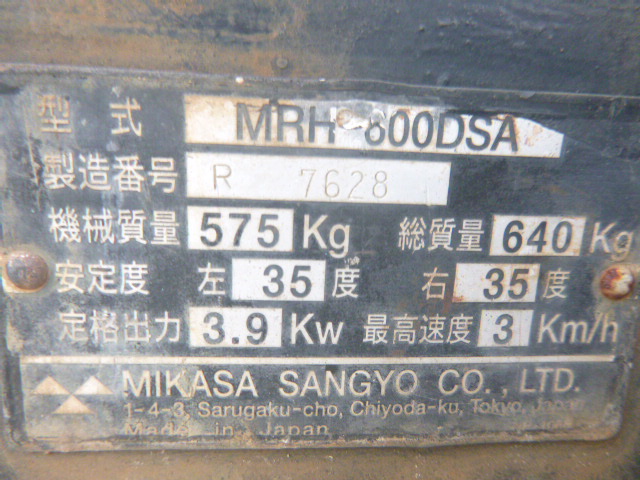 型式 MRH-600DSA
製造番号 R 7628
機械質量 575 Kg 総質量 640 Kg
安定度 左 35 度 右 35 度
定格出力 3.9 Kw 最高速度 3 Km/h
MIKASA SANGYO CO., LTD.
1-4-3, Sarugaku-cho, Chiyoda-ku, Tokyo, Japan
Made in Japan